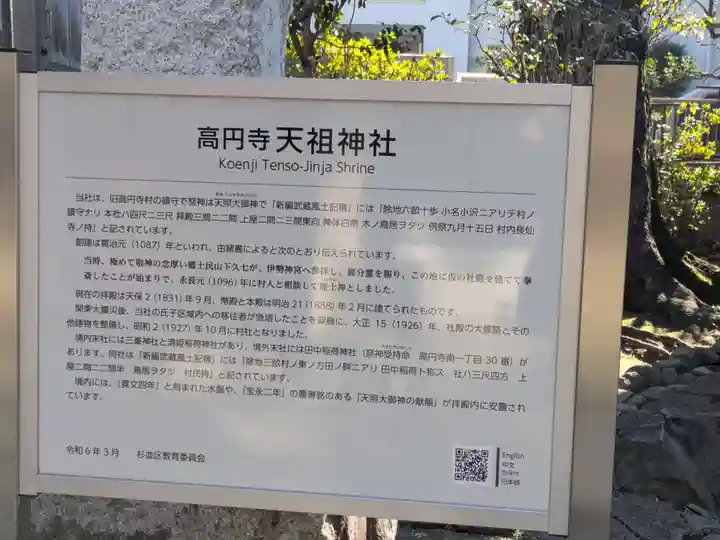 高円寺天祖神社
Koenji Tenso-Jinja Shrine
当社は、旧高円寺村の鎮守で祭神は天照大御神で「新編武蔵風土記稿」には「除地六畝十歩 小名小沢ニアリテ村ノ
鎮守ナリ 本社ハ四尺二三尺 拝殿三間二二間 上屋二間二三間東向 神体白幣 木ノ鳥居ヲタツ 例祭九月十五日 村内長仙
寺ノ持」と記されています。
創建は寛治元(1087)年といわれ、由緒書によると次のとおり伝えられています。
当時、極めて敬神の念厚い郷土民山下久七が、伊勢神宮へ参拝し、御分霊を賜り、この地に仮の社殿を建てて奉
斎したことが始まりで、永長元(1096)年に村人と相談して産土神としました。
現在の拝殿は天保2(1831)年9月、幣殿と本殿は明治21(1888)年2月に建てられたものです。
関東大震災後、当社の氏子区域内への移住者が急増したことを契機に、大正15(1926)年、社殿の大修築とその
他建物を整備し、昭和2(1927)年10月に村社となりました。
境内末社には三峯神社と清姫稲荷神社があり、境外末社には田中稲荷神社(祭神受持命 高円寺南一丁目30番)が
あります。同社は「新編武蔵風土記稿」には「除地三畝村ノ東ノ方田ノ畔ニアリ 田中稲荷ト称ス 社ハ三尺四方 上
屋二間二二間半 鳥居ヲタツ 村民持」と記されています。
境内には、「寛文四年」と刻まれた水盤や、「宝永二年」の墨書銘のある「天照大御神の献額」が拝殿内に安置され
ています。
令和6年3月 杉並区教育委員会
English
中文
한국어
日本語